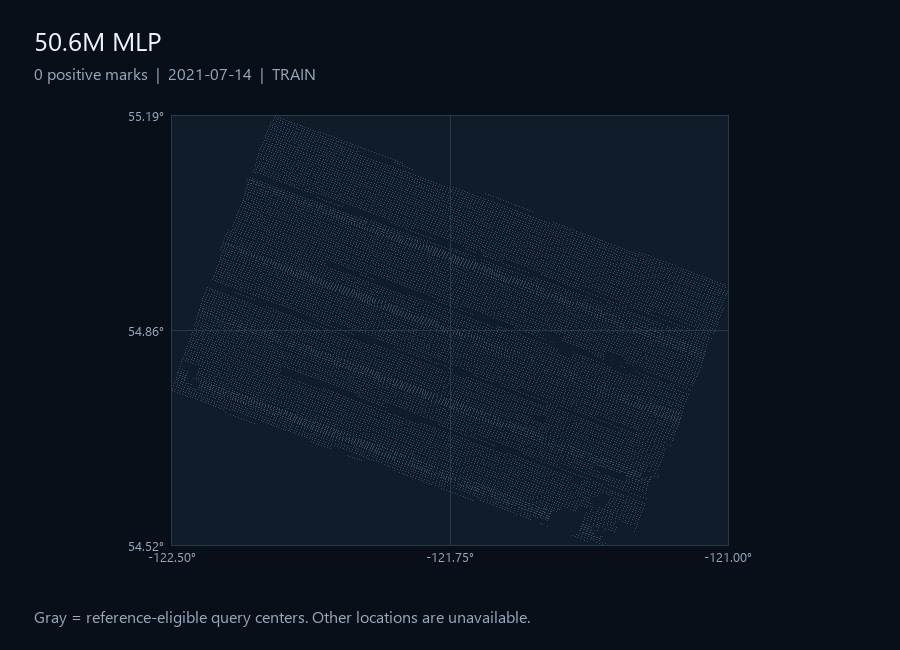 50.6M MLP
0 positive marks | 2021-07-14 | TRAIN
55.19°
54.86°
54.52°
-122.50°
-121.75°
-121.00°
Gray = reference-eligible query centers. Other locations are unavailable.